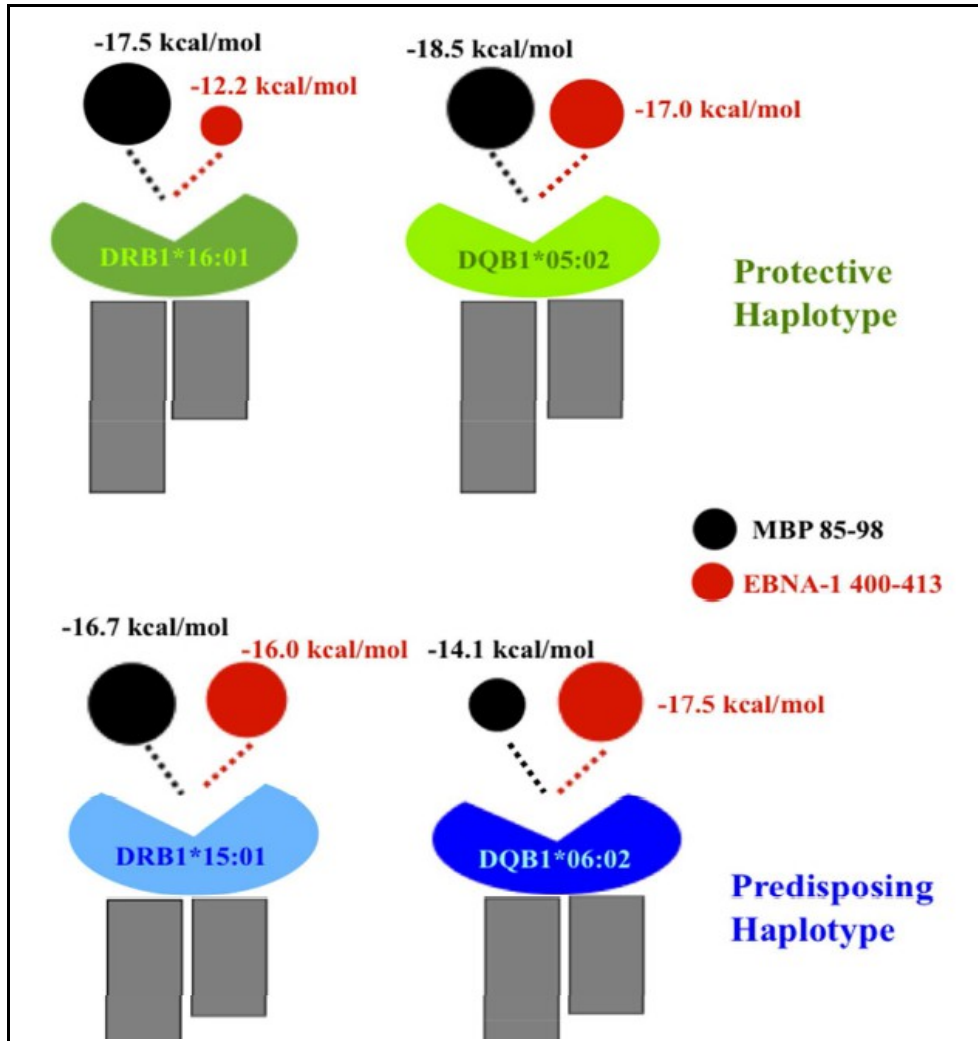 -17.5 kcal/mol
-12.2 kcal/mol
DRB1*16:01
-18.5 kcal/mol
-17.0 kcal/mol
DQB1*05:02
Protective
Haplotype
MBP 85-98
EBNA-1 400-413
-16.7 kcal/mol
-16.0 kcal/mol
DRB1*15:01
-14.1 kcal/mol
-17.5 kcal/mol
DQB1*06:02
Predisposing
Haplotype